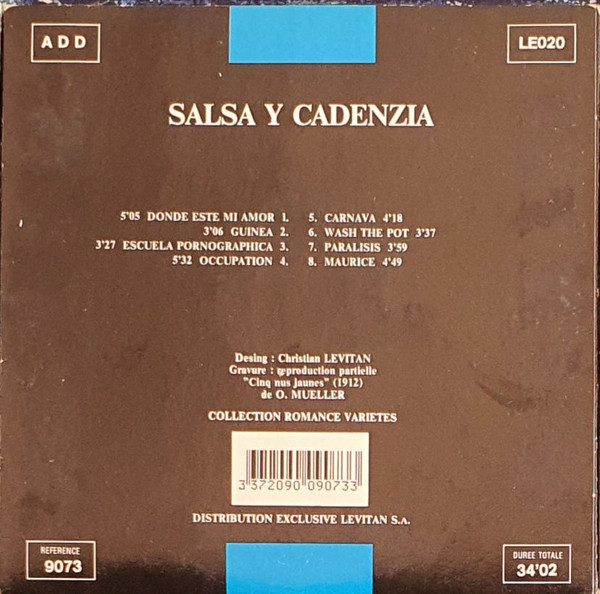 ADD
LE020
SALSA Y CADENZIA
5'05 DONDE ESTE MI AMOR 1.
3'06 GUINEA 2.
3'27 ESCUELA PORNOGRAPHICA 3.
5'32 OCCUPATION 4.
5. CARNAVA 4'18
6. WASH THE POT 3'37
7. PARALISIS 3'59
8. MAURICE 4'49
Desing : Christian LEVITAN
Gravure : reproduction partielle
"Cinq nus jaunes" (1912)
de O. MUELLER
COLLECTION ROMANCE VARIETES
3 372090 090733
DISTRIBUTION EXCLUSIVE LEVITAN S.A.
REFERENCE
9073
DUREE TOTALE
34'02